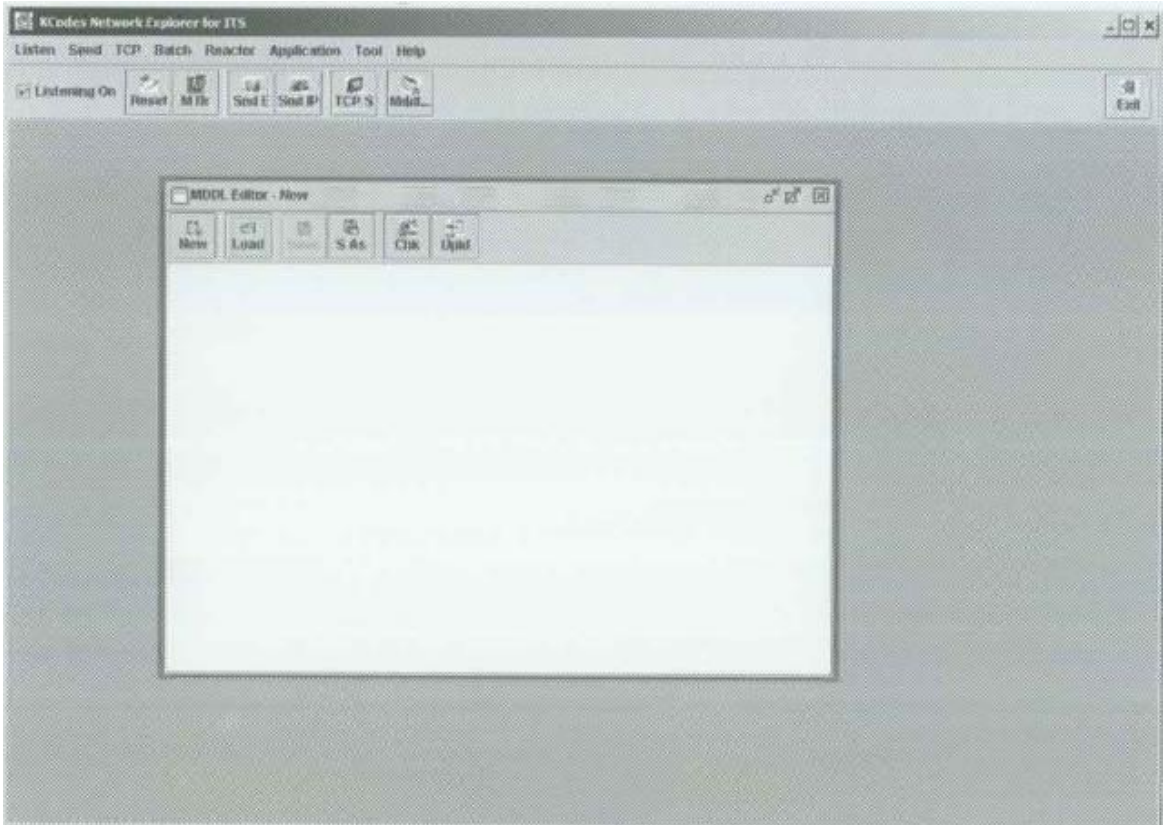 KCodes Network Explorer for ITS
Listen Send TCP Batch Reactor Application Tool Help
Listening On Reset Snd E Snd IP TCP S Exit
MDDL Editor - New
New Load S As Chk Upld